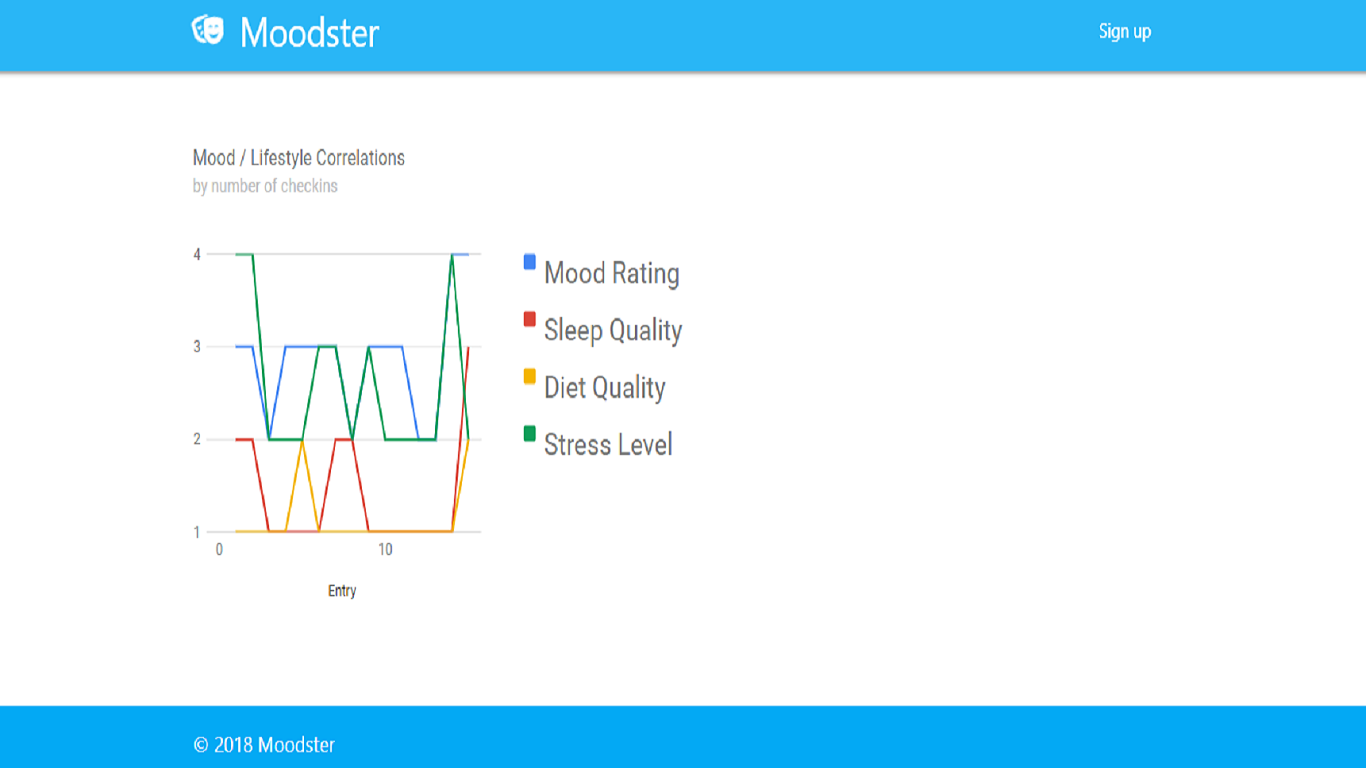 Moodster
Sign up
Mood / Lifestyle Correlations
by number of checkins
4
3
2
1
0
10
Entry
Mood Rating
Sleep Quality
Diet Quality
Stress Level
© 2018 Moodster